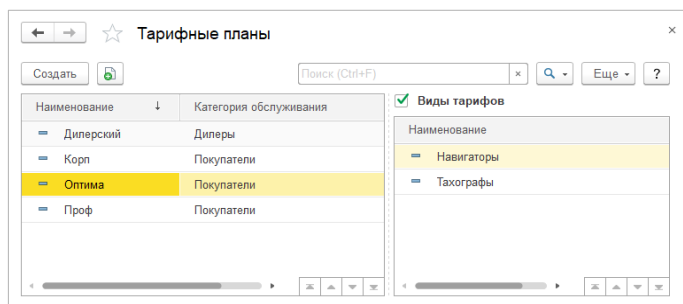 Тарифные планы
Создать Поиск (Ctrl+F) × Еще ?
Наименование ↓ Категория обслуживания
Дилерский Дилеры
Корп Покупатели
Оптима Покупатели
Проф Покупатели
Виды тарифов
Наименование
Навигаторы
Тахографы